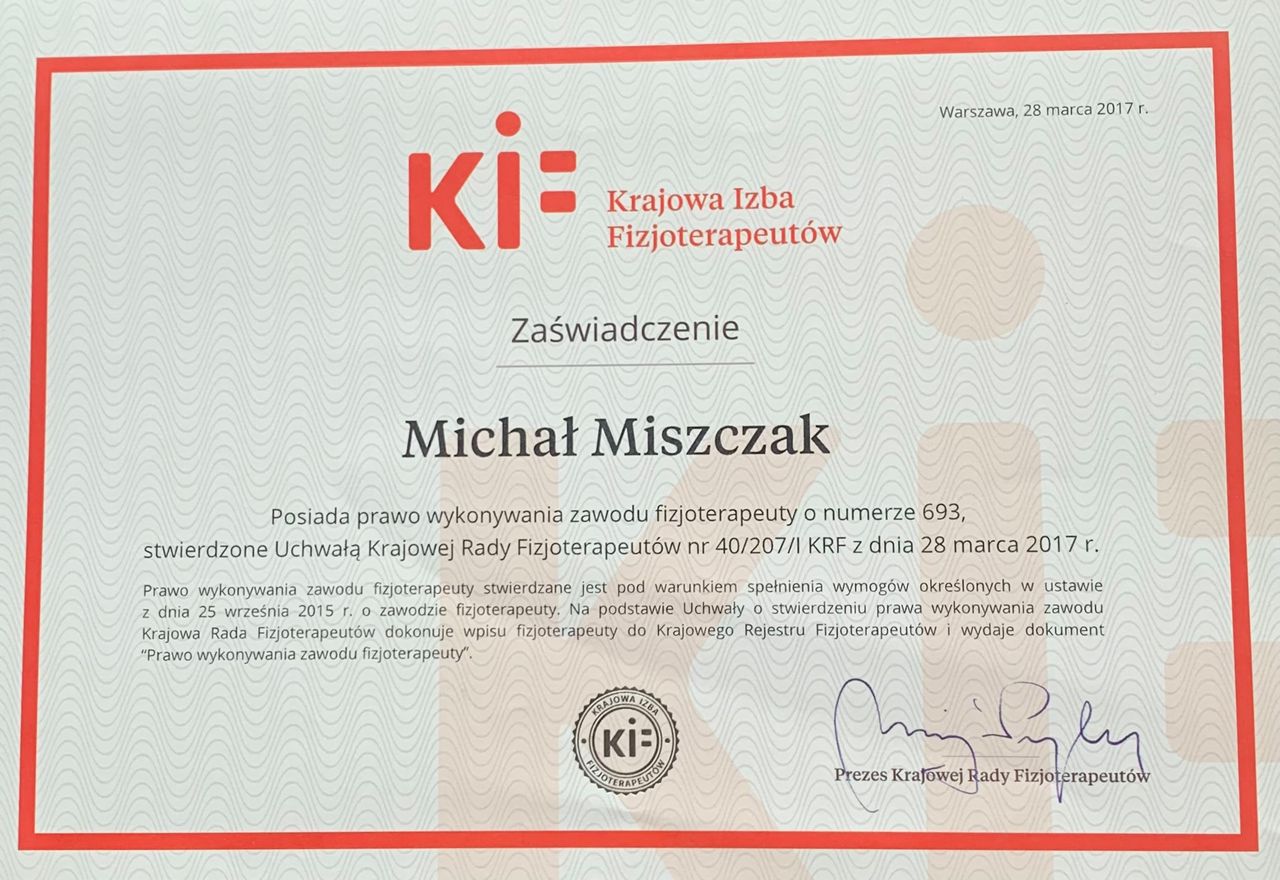 Warszawa, 28 marca 2017 r.
KiF
Krajowa Izba
Fizjoterapeutów
Zaświadczenie
Michał Miszczak
Posiada prawo wykonywania zawodu fizjoterapeuty o numerze 693,
stwierdzone Uchwałą Krajowej Rady Fizjoterapeutów nr 40/207/I KRF z dnia 28 marca 2017 r.
Prawo wykonywania zawodu fizjoterapeuty stwierdzane jest pod warunkiem spełnienia wymogów określonych w ustawie
z dnia 25 września 2015 r. o zawodzie fizjoterapeuty. Na podstawie Uchwały o stwierdzeniu prawa wykonywania zawodu
Krajowa Rada Fizjoterapeutów dokonuje wpisu fizjoterapeuty do Krajowego Rejestru Fizjoterapeutów i wydaje dokument
“Prawo wykonywania zawodu fizjoterapeuty”.
KRAJOWA IZBA
KiF
FIZJOTERAPEUTÓW
Prezes Krajowej Rady Fizjoterapeutów